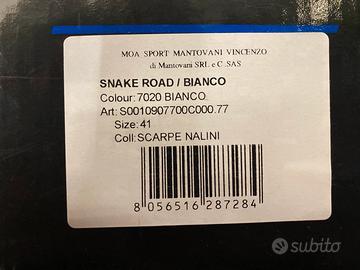 MOA SPORT MANTOVANI VINCENZO
di Mantovani SRL e C .SAS
SNAKE ROAD / BIANCO
Colour:7020 BIANCO
Art: S0010907700C000.77
Size: 41
Coll:SCARPE NALINI
8 056516 287284
subito